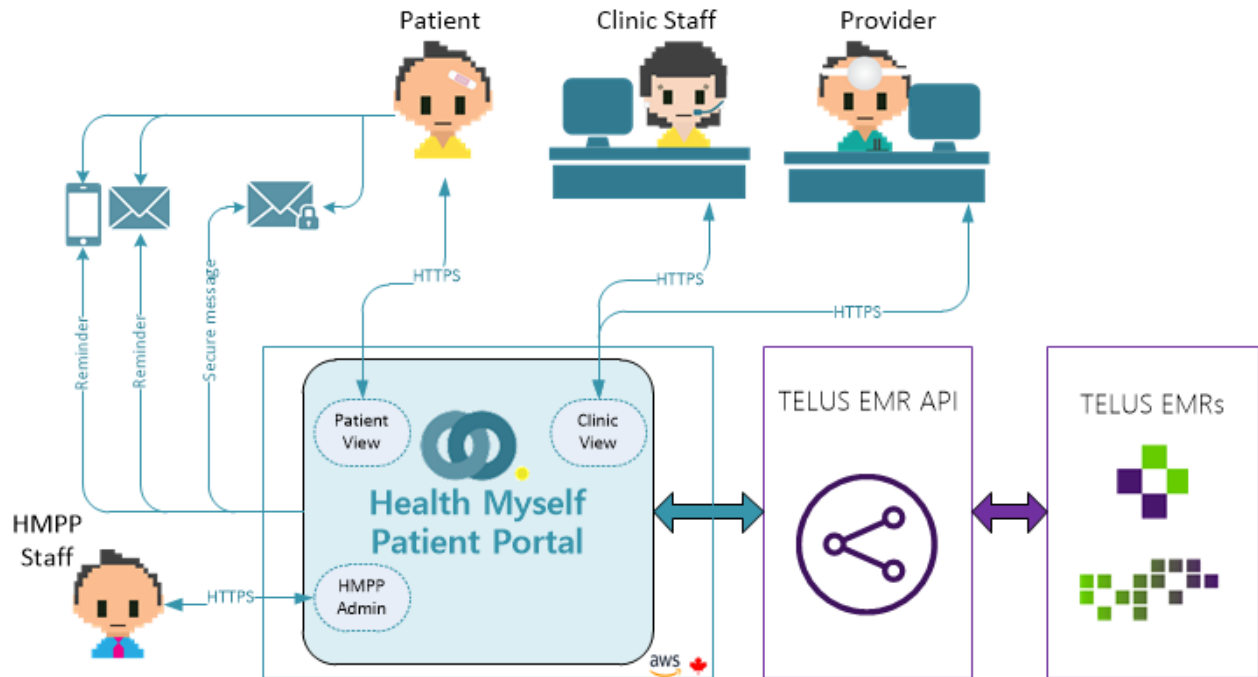 Patient
Clinic Staff
Provider
HTTPS
HTTPS
HTTPS
Reminder
Reminder
Secure message
Patient
View
Clinic
View
Health Myself
Patient Portal
TELUS EMR API
TELUS EMRs
HMPP
Staff
HTTPS
HMPP
Admin
aws